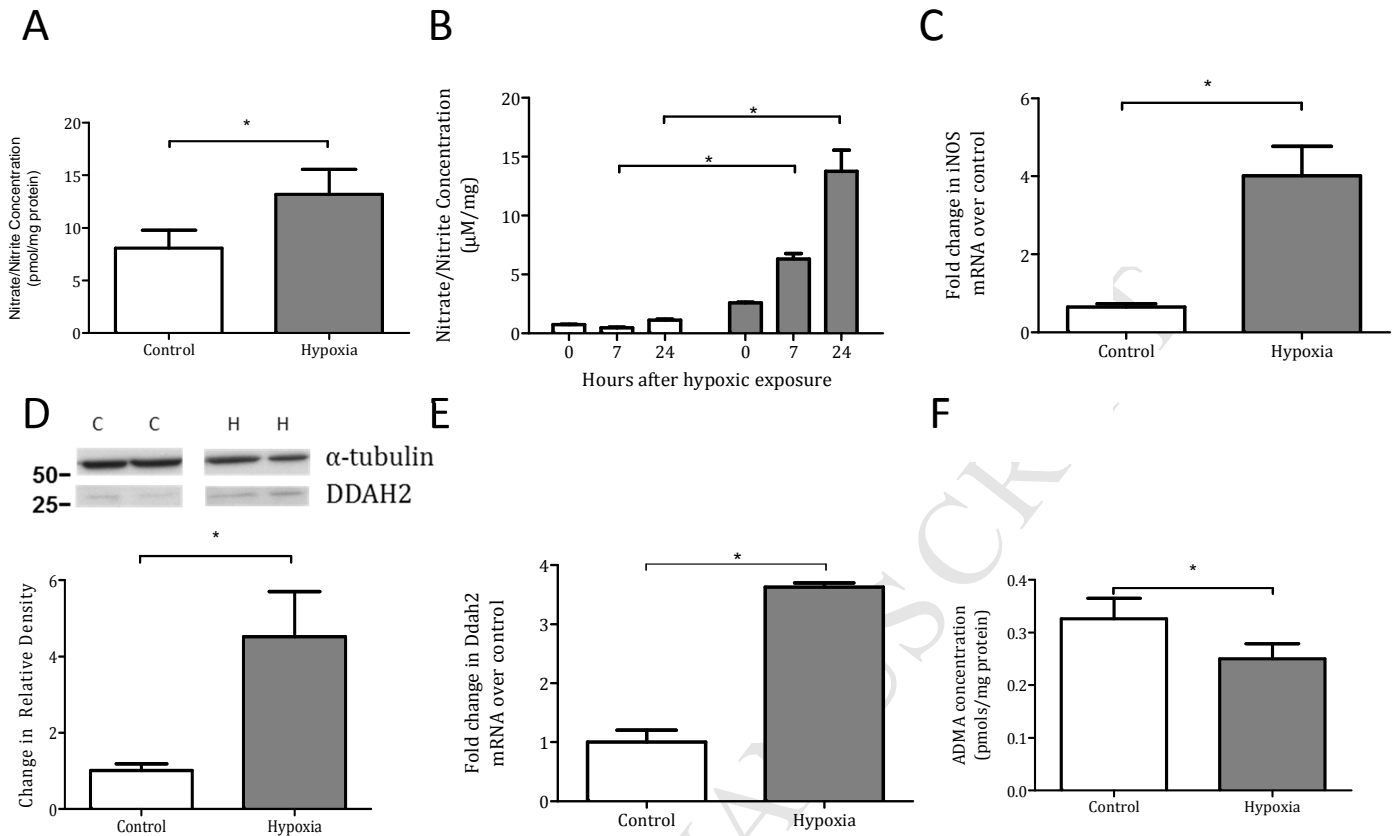 A
Nitrate/Nitrite Concentration
(pmol/mg protein)
20
15
10
5
0
*
Control
Hypoxia
B
Nitrate/Nitrite Concentration
(μM/mg)
20
15
10
5
0
*
*
0
7
24
0
7
24
Hours after hypoxic exposure
C
Fold change in iNOS
mRNA over control
6
4
2
0
*
Control
Hypoxia
D
C
C
H
H
α-tubulin
50-
DDAH2
25-
Change in Relative Density
6
4
2
0
*
Control
Hypoxia
E
Fold change in Ddah2
mRNA over control
4
3
2
1
0
*
Control
Hypoxia
F
ADMA concentration
(pmols/mg protein)
0.4
0.3
0.2
0.1
0.0
*
Control
Hypoxia